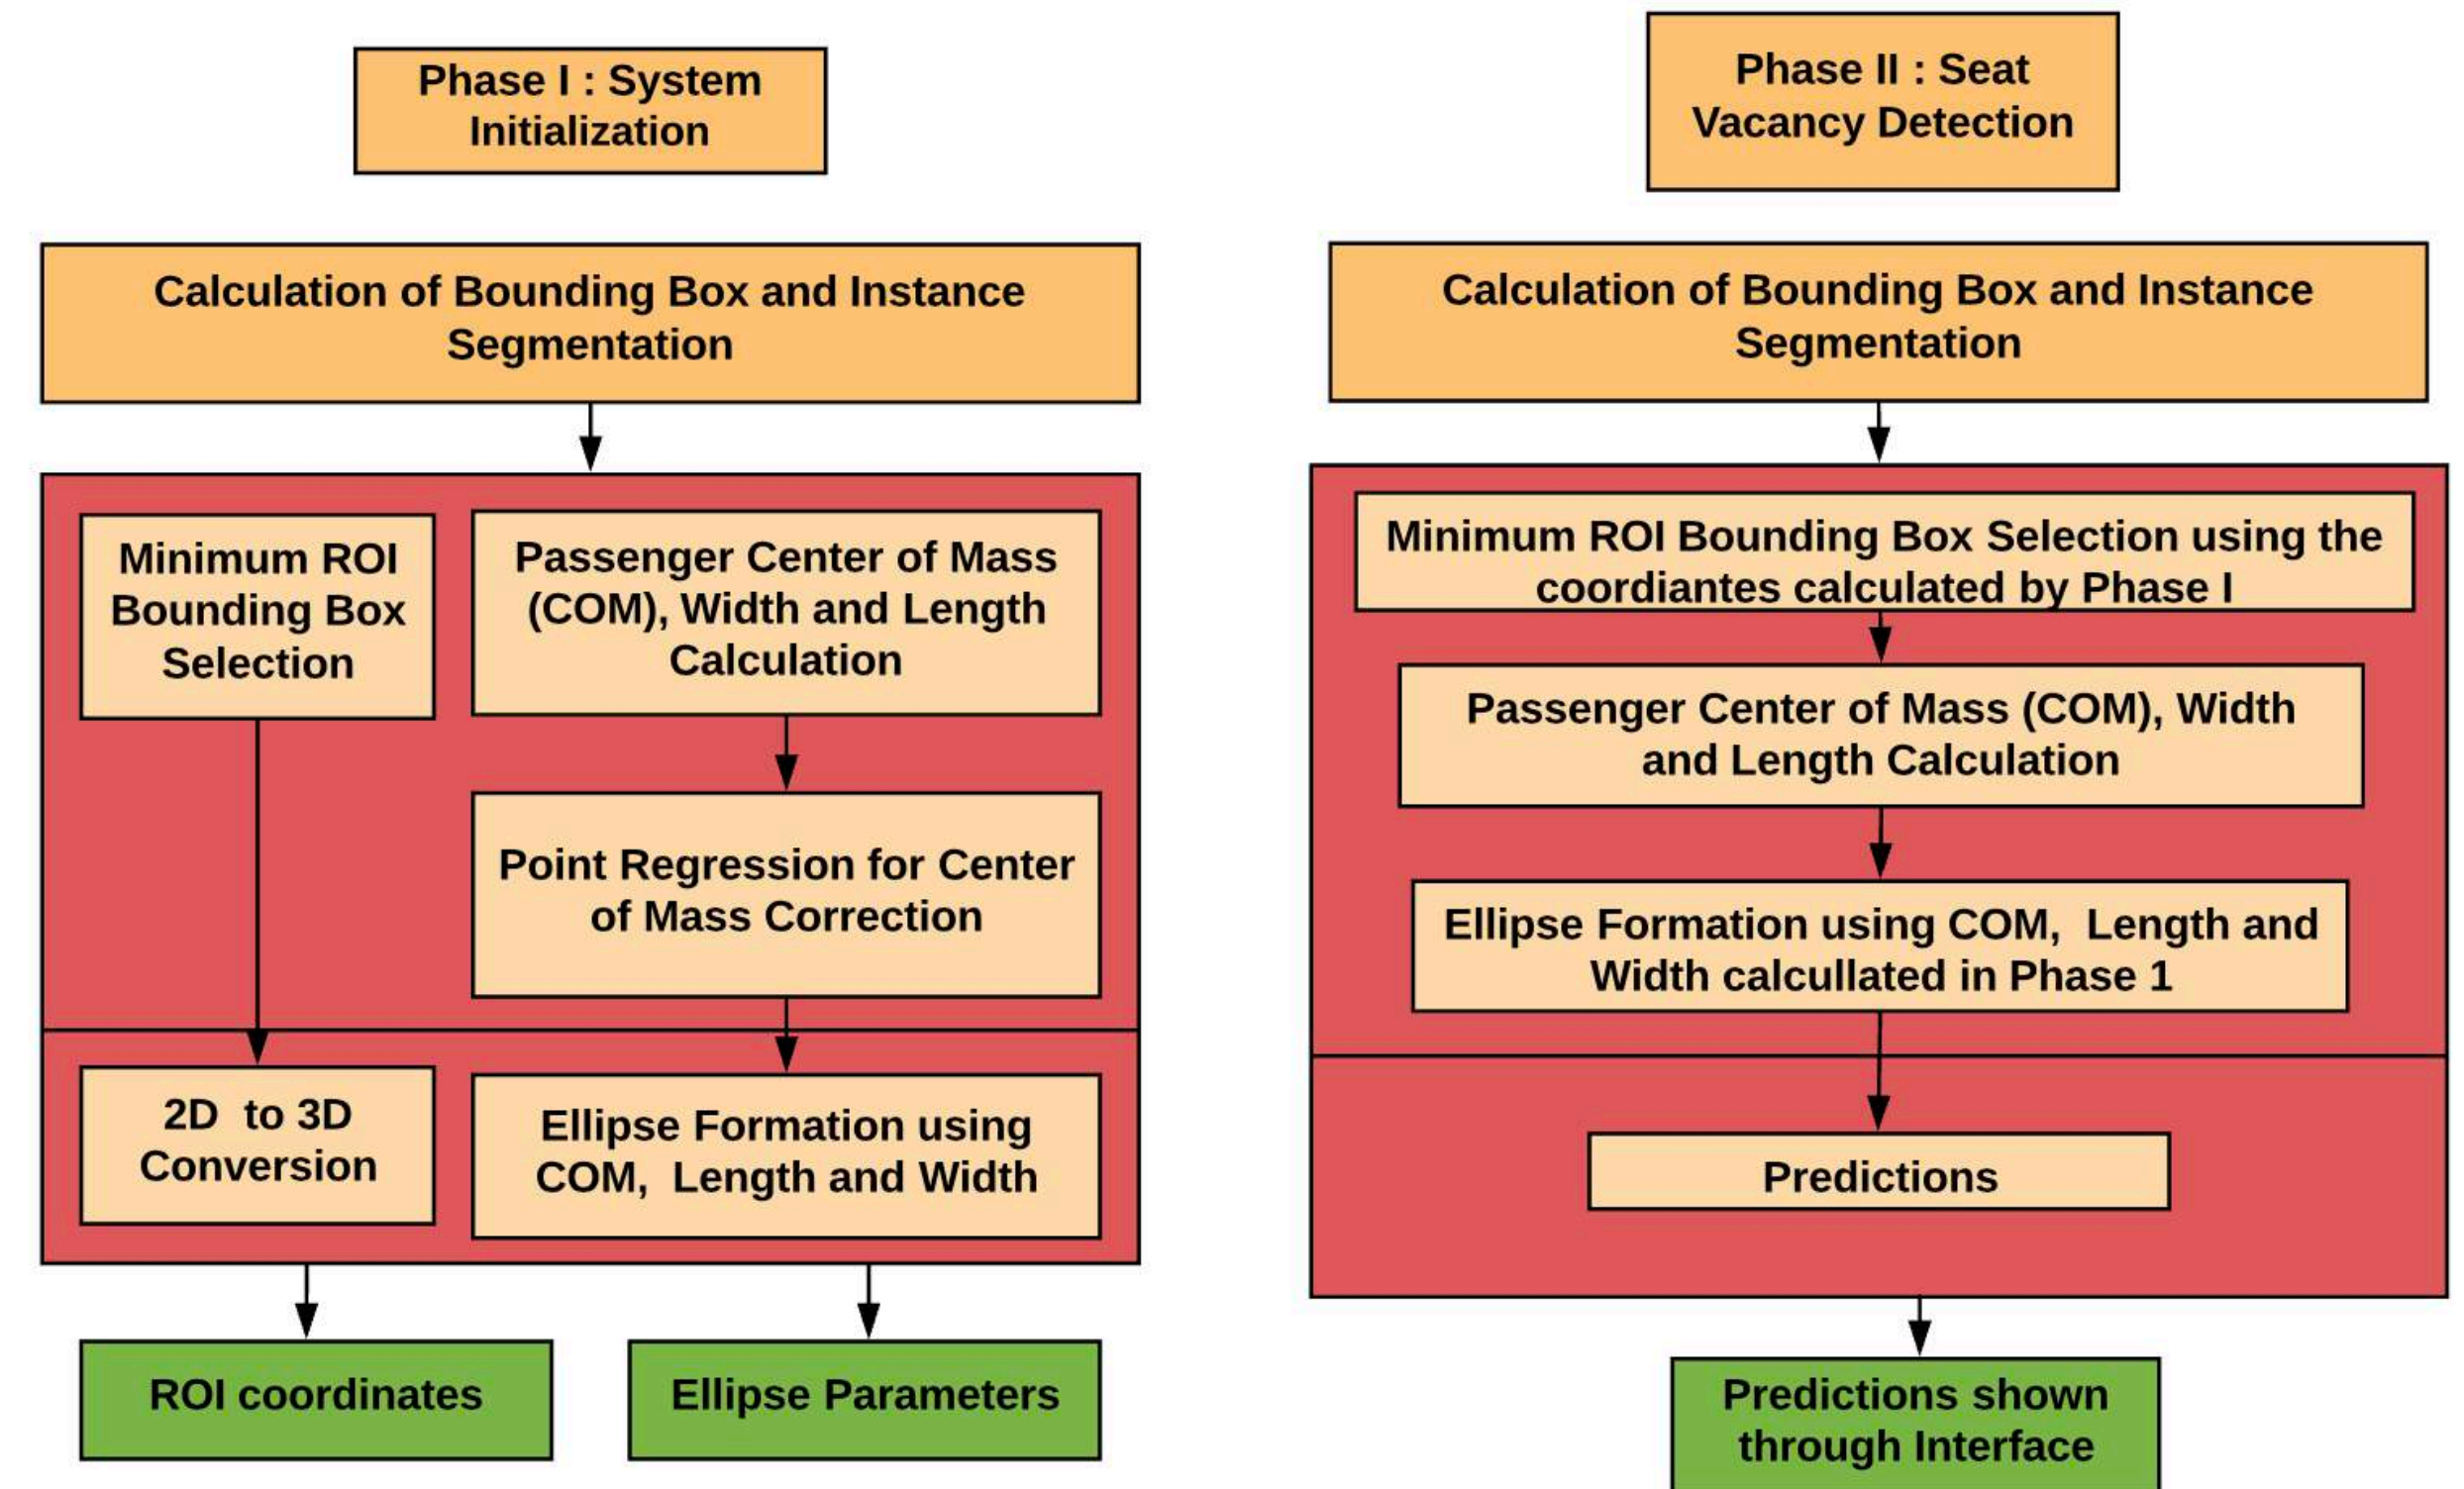 Phase I : System
Initialization
Calculation of Bounding Box and Instance
Segmentation
Minimum ROI
Bounding Box
Selection
Passenger Center of Mass
(COM), Width and Length
Calculation
Point Regression for Center
of Mass Correction
2D to 3D
Conversion
Ellipse Formation using
COM, Length and Width
ROI coordinates
Ellipse Parameters
Phase II : Seat
Vacancy Detection
Calculation of Bounding Box and Instance
Segmentation
Minimum ROI Bounding Box Selection using the
coordiantes calculated by Phase I
Passenger Center of Mass (COM), Width
and Length Calculation
Ellipse Formation using COM, Length and
Width calcullated in Phase 1
Predictions
Predictions shown
through Interface